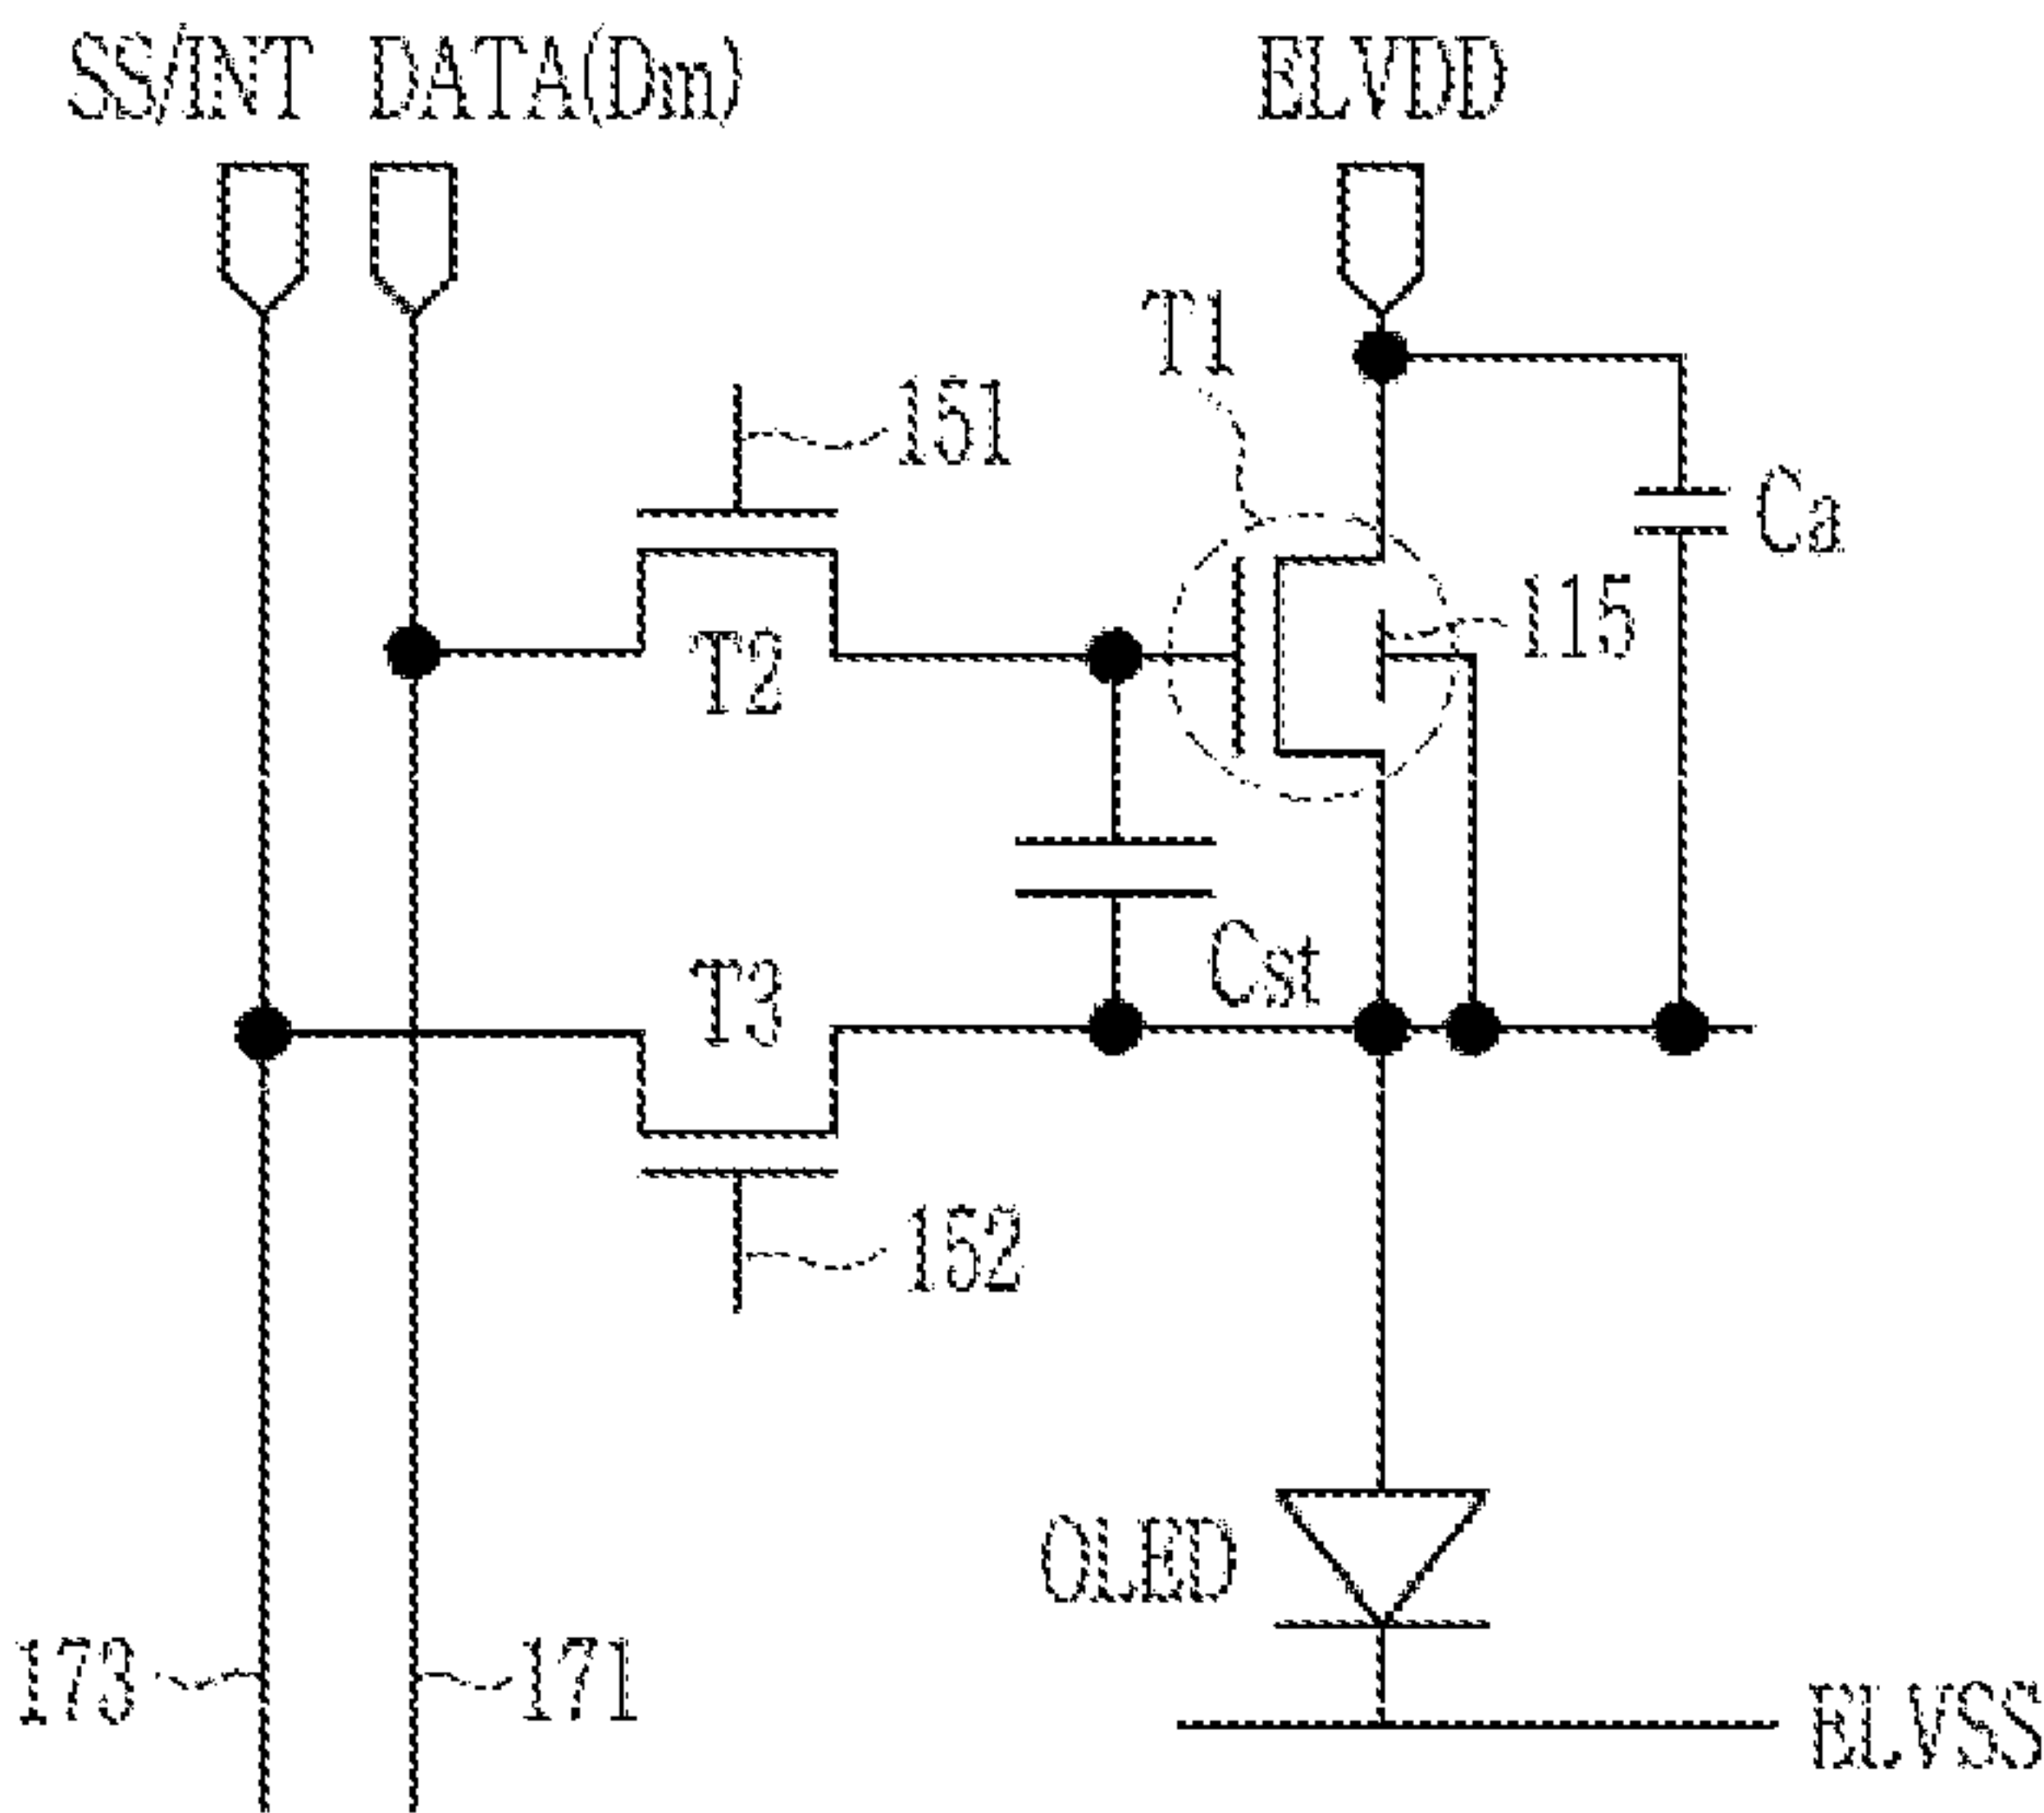 SS/INT DATA(Dm) ELVDD
T1
151
Ca
115
T2
Cst
T3
152
OLED
173
171
ELVSS